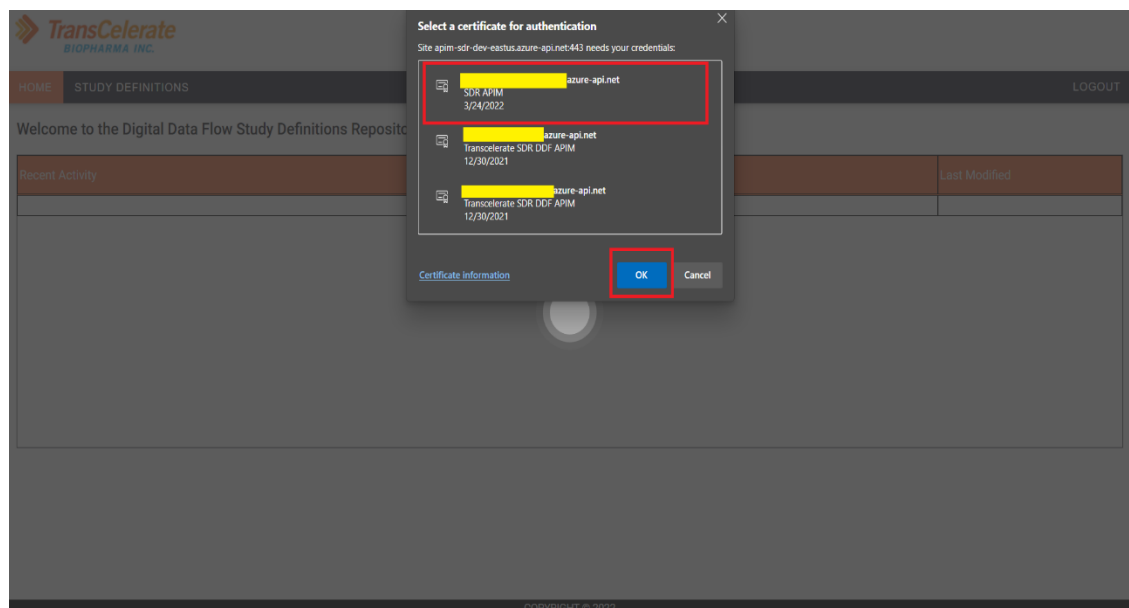 TransCelerate
BIOPHARMA INC.
HOME STUDY DEFINITIONS LOGOUT
Welcome to the Digital Data Flow Study Definitions Reposito
Recent Activity Last Modified
Select a certificate for authentication
Site apim-sdr-dev-eastus.azure-api.net:443 needs your credentials:
azure-api.net
SDR APIM
3/24/2022
azure-api.net
Transcelerate SDR DDF APIM
12/30/2021
azure-api.net
Transcelerate SDR DDF APIM
12/30/2021
Certificate information OK Cancel
COPYRIGHT © 2022